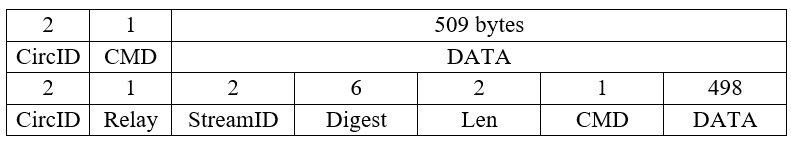 2 1 509 bytes
CircID CMD DATA
2 1 2 6 2 1 498
CircID Relay StreamID Digest Len CMD DATA